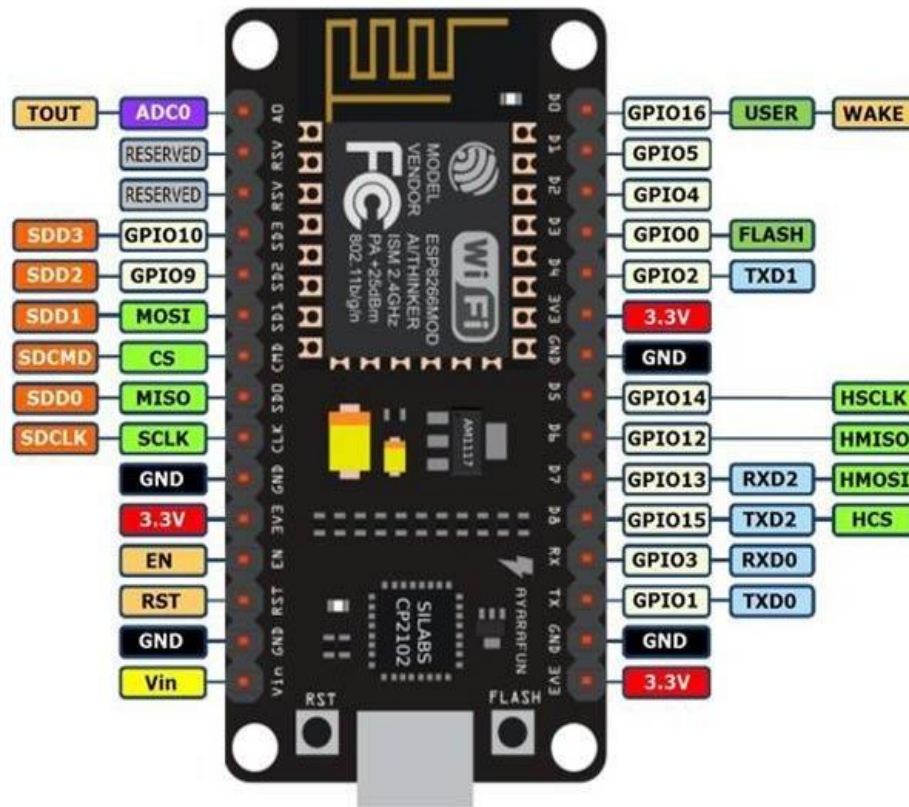 TOUT ADC0 A0 D0 GPIO16 USER WAKE
RESERVED RSV D1 GPIO5
RESERVED RSV D2 GPIO4
SDD3 GPIO10 SD3 D3 GPIO0 FLASH
SDD2 GPIO9 SD2 D4 GPIO2 TXD1
SDD1 MOSI SD1 3V3 3.3V
SDCMD CS CMD GND GND
SDD0 MISO SD0 D5 GPIO14 HSCLK
SDCLK SCLK CLK D6 GPIO12 HMISO
GND GND D7 GPIO13 RXD2 HMOSI
3.3V 3V3 D8 GPIO15 TXD2 HCS
EN EN RX GPIO3 RXD0
RST RST TX GPIO1 TXD0
GND GND GND GND
Vin Vin 3V3 3.3V
MODEL ESP8266MOD
VENDOR AI/THINKER
ISM 2.4GHz
PA +25dBm
802.11b/g/n
FC
Wi Fi
AM1117
SILABS
CP2102
AYARAFUN
RST
FLASH